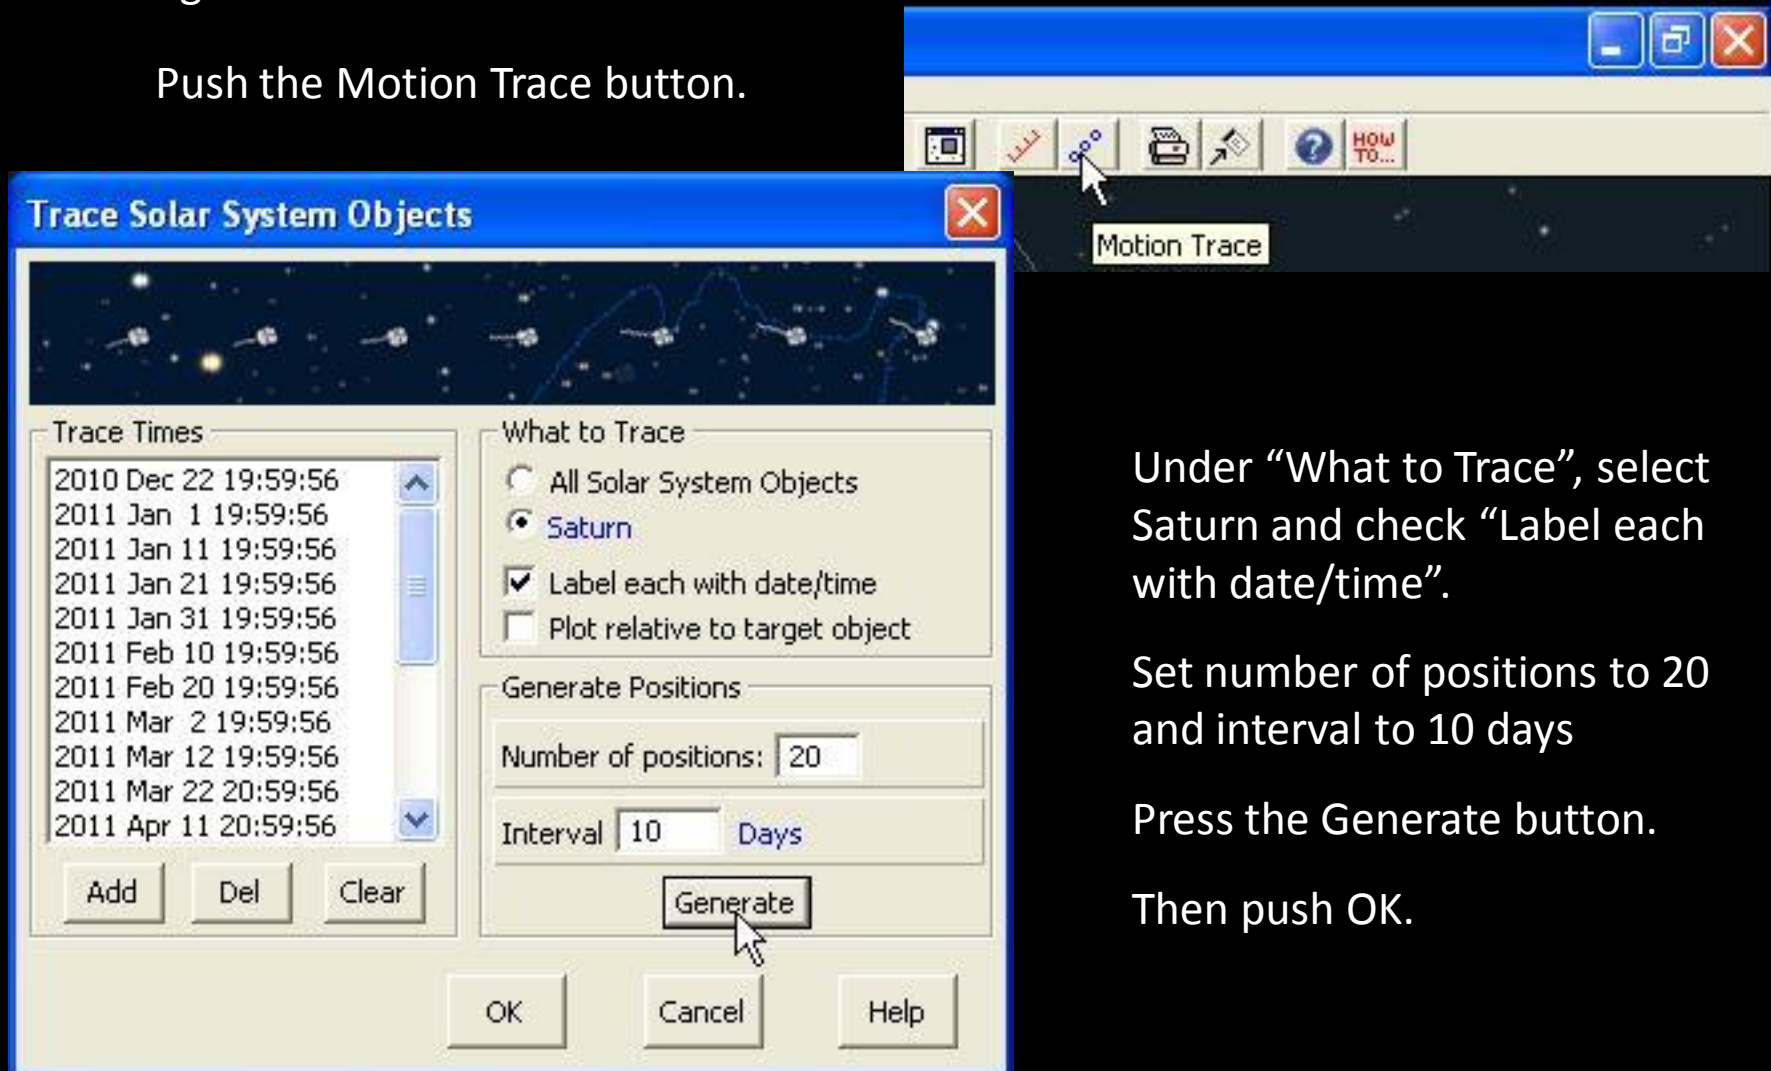 Push the Motion Trace button.
HOW
TO...
Motion Trace
Trace Solar System Objects
Trace Times
2010 Dec 22 19:59:56
2011 Jan 1 19:59:56
2011 Jan 11 19:59:56
2011 Jan 21 19:59:56
2011 Jan 31 19:59:56
2011 Feb 10 19:59:56
2011 Feb 20 19:59:56
2011 Mar 2 19:59:56
2011 Mar 12 19:59:56
2011 Mar 22 20:59:56
2011 Apr 11 20:59:56
Add Del Clear
What to Trace
All Solar System Objects
Saturn
Label each with date/time
Plot relative to target object
Generate Positions
Number of positions: 20
Interval 10 Days
Generate
OK Cancel Help
Under “What to Trace”, select
Saturn and check “Label each
with date/time”.
Set number of positions to 20
and interval to 10 days
Press the Generate button.
Then push OK.